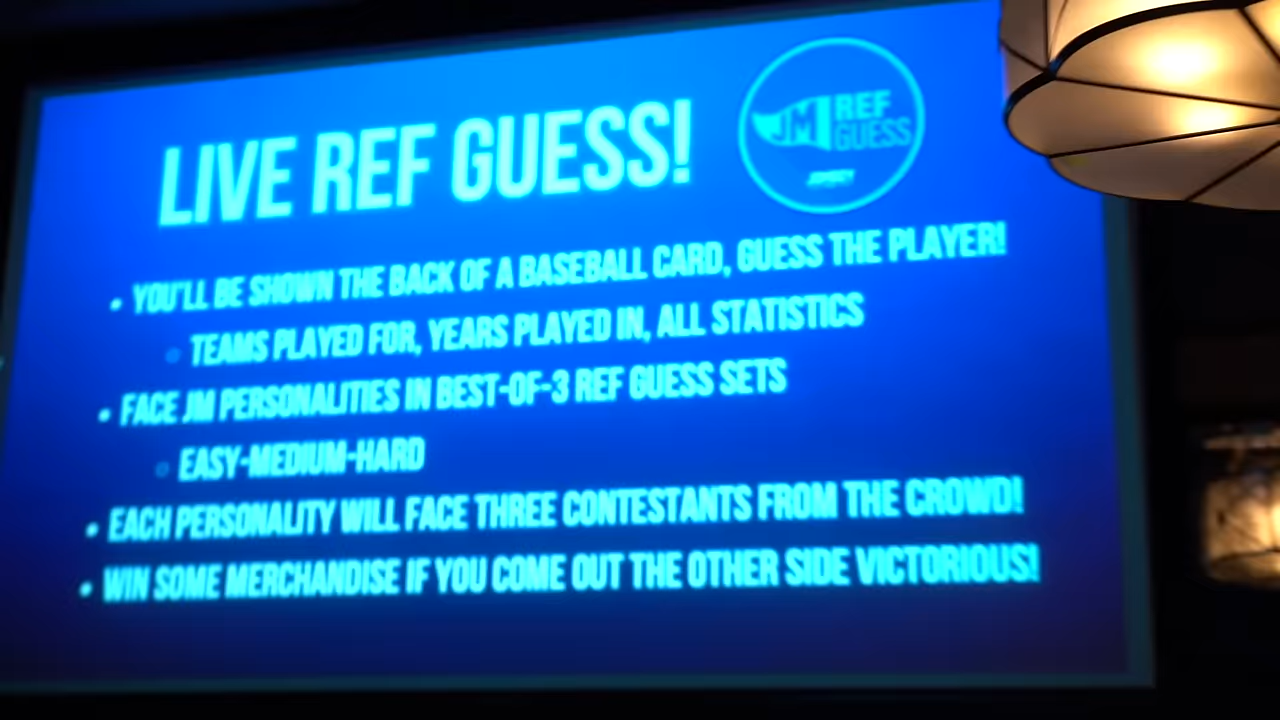 LIVE REF GUESS!
JM REF
GUESS
• YOU'LL BE SHOWN THE BACK OF A BASEBALL CARD, GUESS THE PLAYER!
◦ TEAMS PLAYED FOR, YEARS PLAYED IN, ALL STATISTICS
• FACE JM PERSONALITIES IN BEST-OF-3 REF GUESS SETS
◦ EASY-MEDIUM-HARD
• EACH PERSONALITY WILL FACE THREE CONTESTANTS FROM THE CROWD!
• WIN SOME MERCHANDISE IF YOU COME OUT THE OTHER SIDE VICTORIOUS!